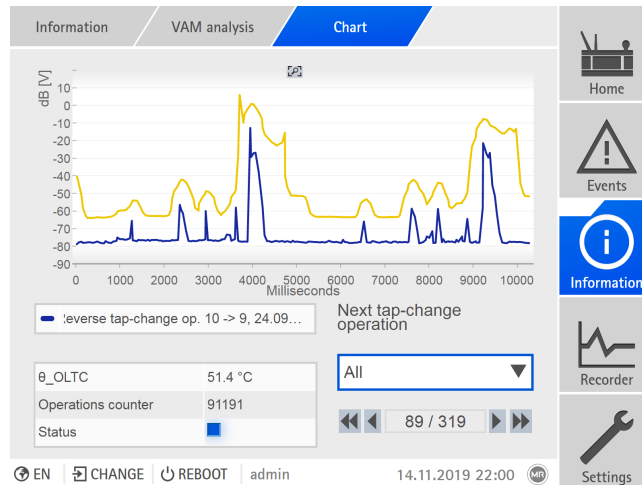 Information
VAM analysis
Chart
dB [V]
20
10
0
-10
-20
-30
-40
-50
-60
-70
-80
-90
0 1000 2000 3000 4000 5000 6000 7000 8000 9000 10000
Milliseconds
everse tap-change op. 10 -> 9, 24.09…
Next tap-change
operation
All
θ_OLTC 51.4 °C
Operations counter 91191
Status
89 / 319
EN CHANGE REBOOT admin 14.11.2019 22:00 MR
Home
Events
Information
Recorder
Settings